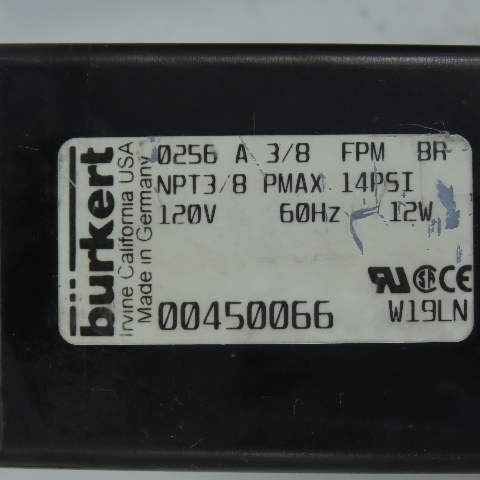 bürkert
Irvine California USA
Made in Germany
0256 A 3/8 FPM BR
NPT3/8 PMAX 14PSI
120V 60Hz 12W
00450066
W19LN